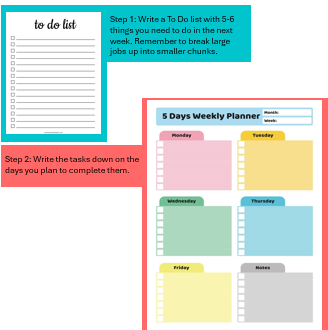 to do list
Step 1: Write a To Do list with 5-6
things you need to do in the next
week. Remember to break large
jobs up into smaller chunks.
Step 2: Write the tasks down on the
days you plan to complete them.
5 Days Weekly Planner
Month:
Week:
Monday
Tuesday
Wednesday
Thursday
Friday
Notes